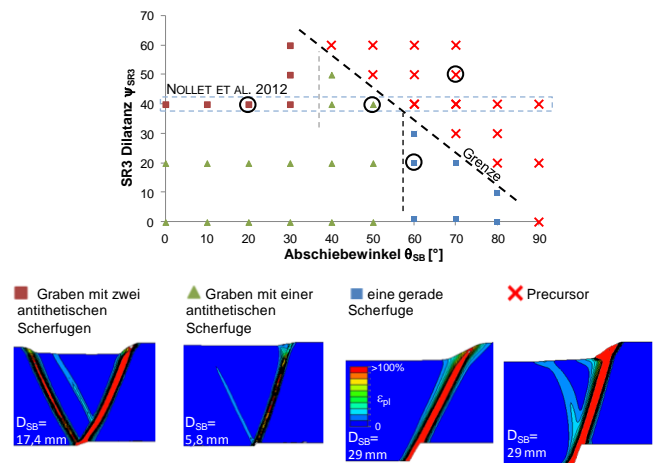 70
60
50
40
30
20
10
0
SR3 Dilatanz ψSR3
NOLLET ET AL. 2012
Grenze
0 10 20 30 40 50 60 70 80 90
Abschiebewinkel θSB [°]
Graben mit zwei
antithetischen
Scherfugen
Graben mit einer
antithetischen
Scherfuge
eine gerade
Scherfuge
Precursor
DSB=
17,4 mm
DSB=
5,8 mm
>100%
εpl
0
DSB=
29 mm
DSB=
29 mm